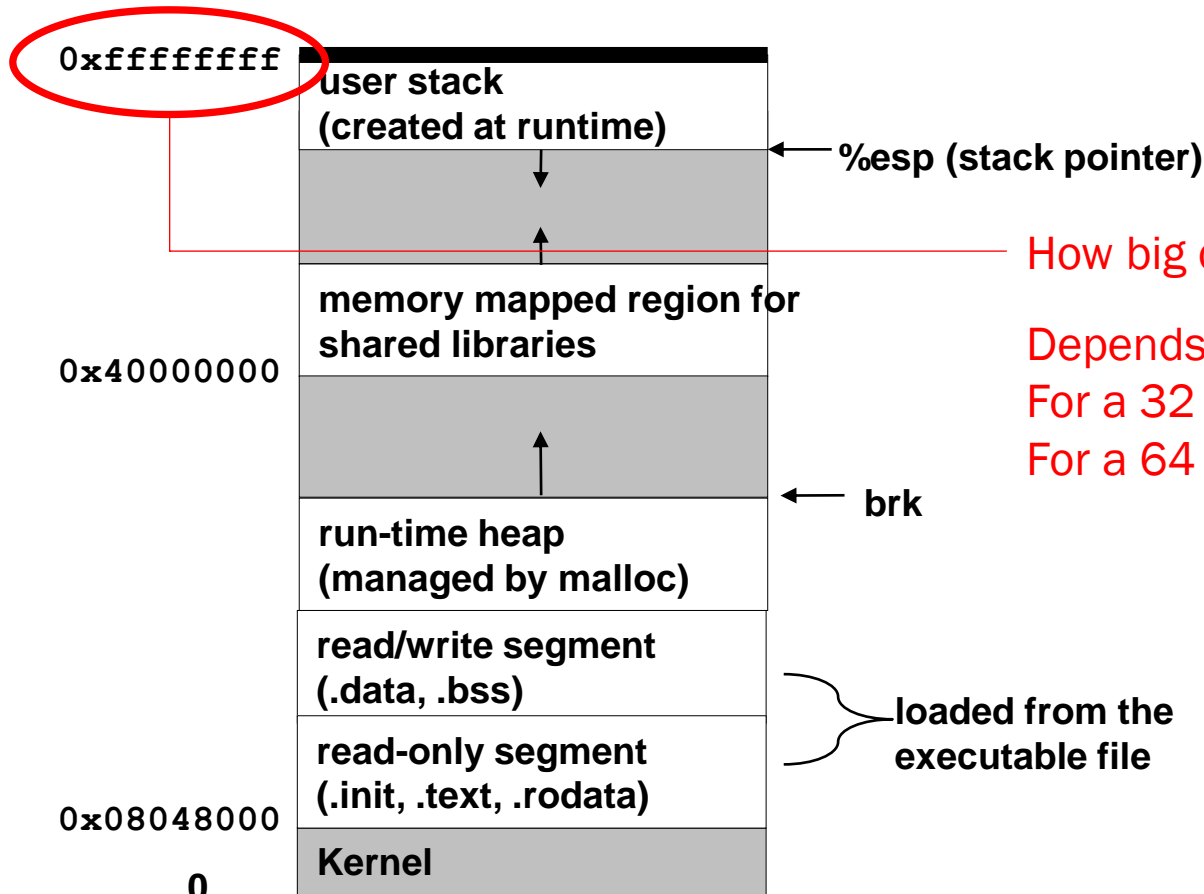 0xffffffff
user stack
(created at runtime)
%esp (stack pointer)
How big
memory mapped region for
shared libraries
Depends
0x40000000
For a 32
For a 64
brk
run-time heap
(managed by malloc)
read/write segment
(.data, .bss)
loaded from the
executable file
read-only segment
(.init, .text, .rodata)
0x08048000
Kernel
0